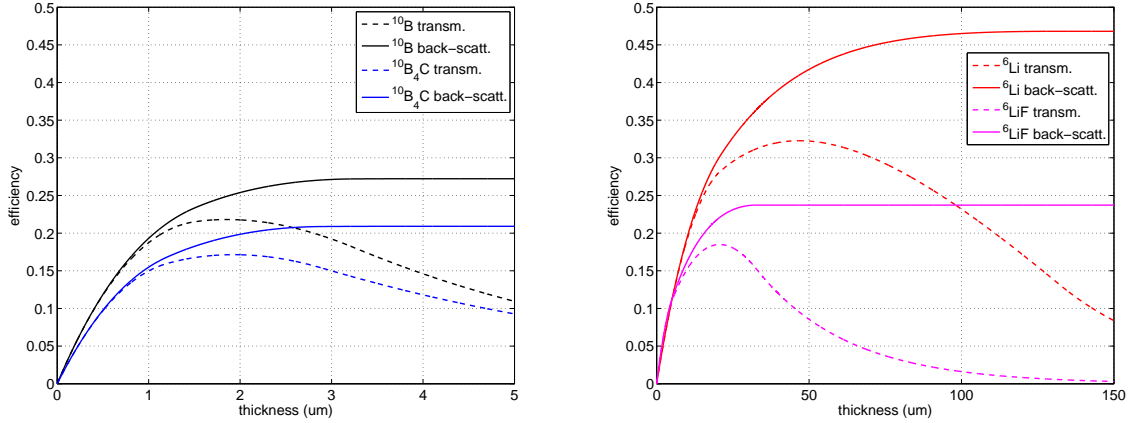 0.5
0.45
0.4
0.35
0.3
0.25
0.2
0.15
0.1
0.05
0
efficiency
0 1 2 3 4 5
thickness (um)
¹⁰B transm.
¹⁰B back−scatt.
¹⁰B₄C transm.
¹⁰B₄C back−scatt.
0.5
0.45
0.4
0.35
0.3
0.25
0.2
0.15
0.1
0.05
0
efficiency
0 50 100 150
thickness (um)
⁶Li transm.
⁶Li back−scatt.
⁶LiF transm.
⁶LiF back−scatt.